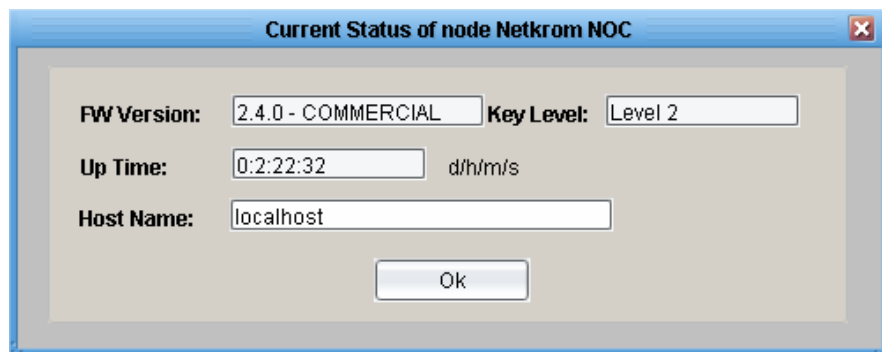 Current Status of node Netkrom NOC
FW Version: 2.4.0 - COMMERCIAL Key Level: Level 2
Up Time: 0:2:22:32 d/h/m/s
Host Name: localhost
Ok